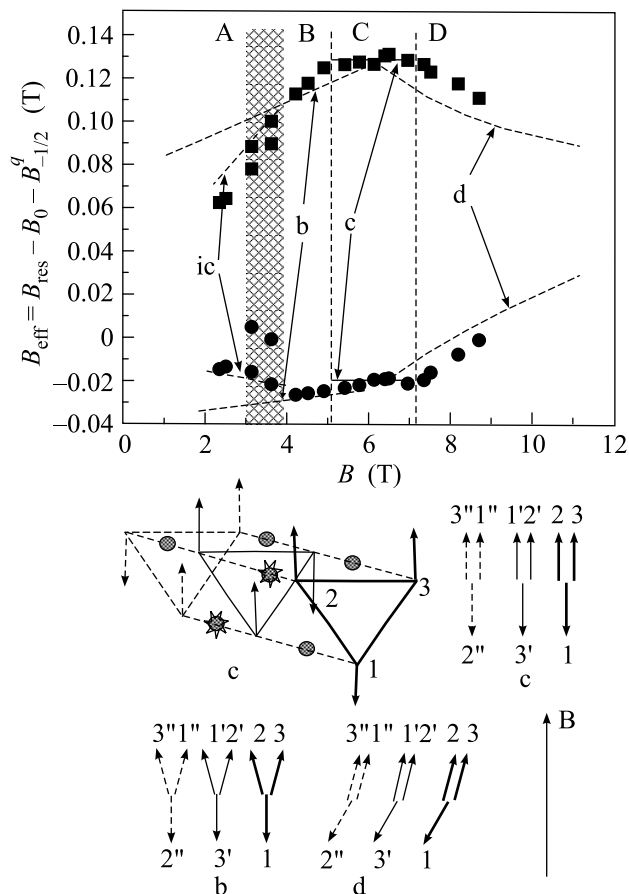 0.14
0.12
0.10
0.08
0.06
0.04
0.02
0
−0.02
−0.04
B_eff = B_res − B_0 − B^q_−1/2 (T)
A B C D
ic b c d
0 2 4 6 8 10 12
B (T)
3" 1" 1' 2' 2 3
2" 3' 1
c
2 3
1
c
B
3" 1" 1' 2' 2 3
2" 3' 1
b
3" 1" 1' 2' 2 3
2" 3' 1
d